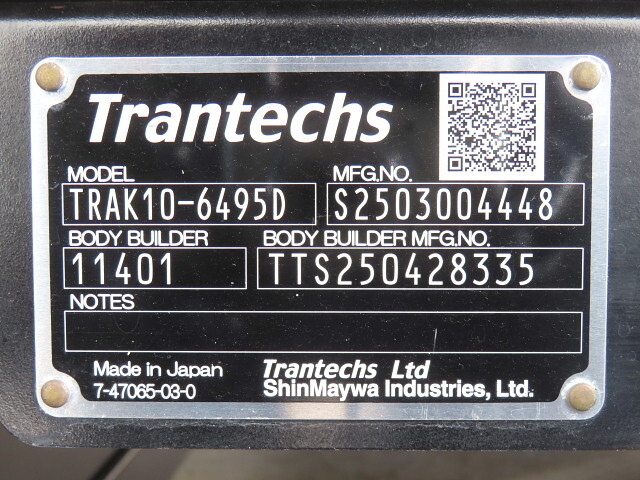 Trantechs
MODEL MFG.NO.
TRAK10-6495D S2503004448
BODY BUILDER BODY BUILDER MFG.NO.
11401 TTS250428335
NOTES
Made in Japan Trantechs Ltd
7-47065-03-0 ShinMaywa Industries, Ltd.